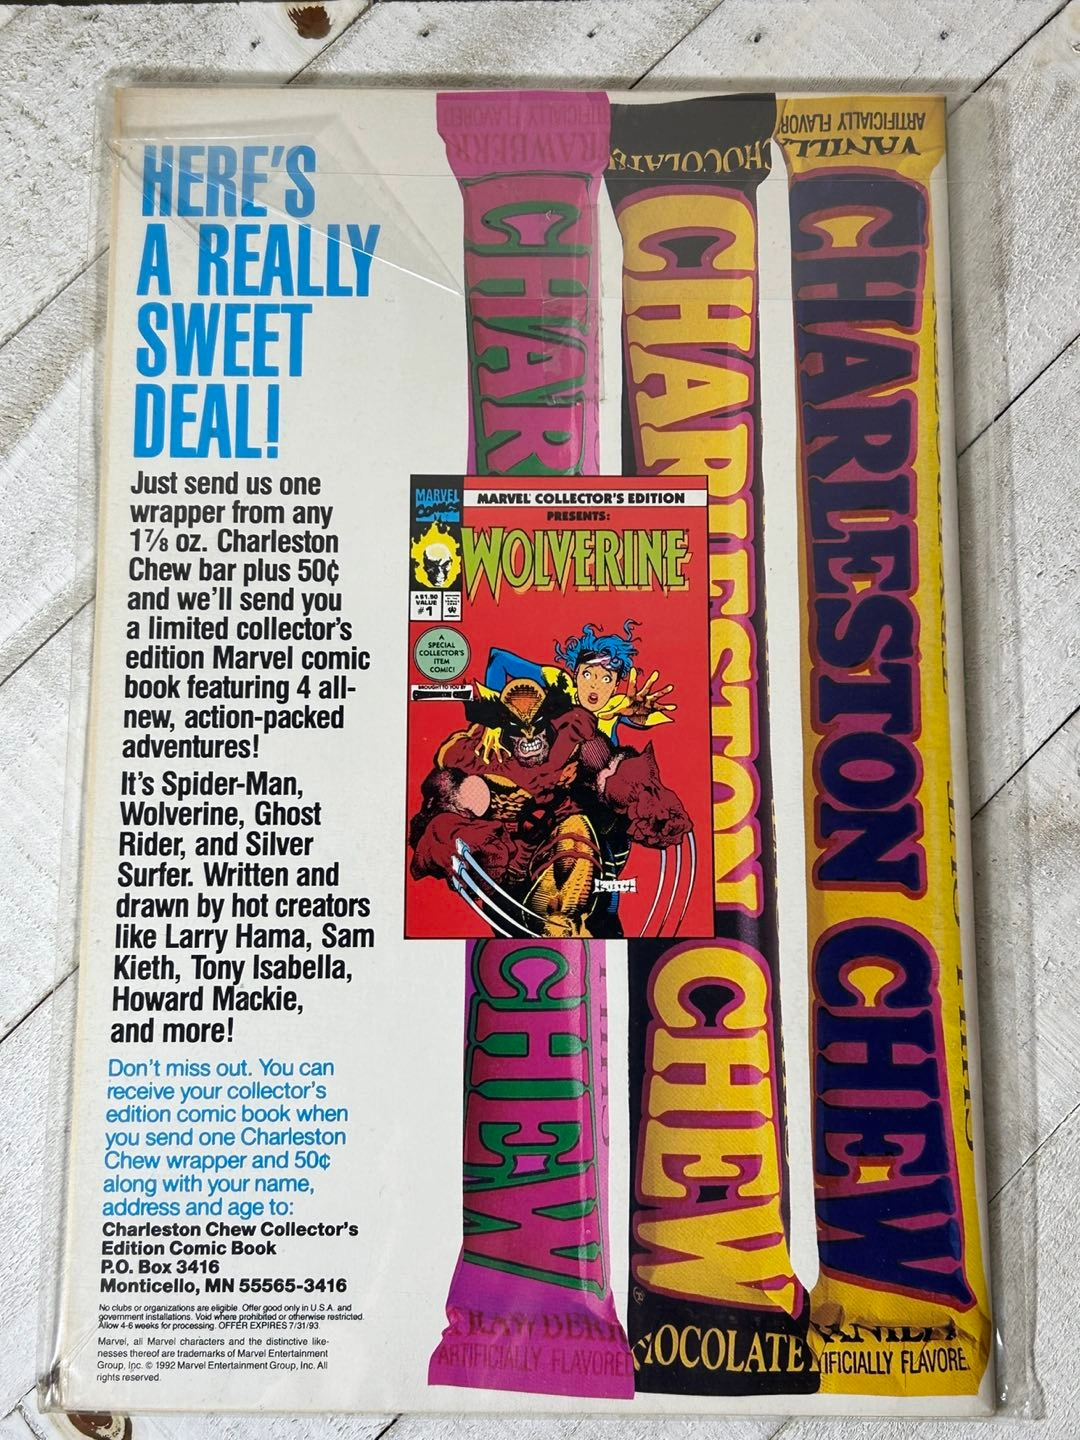 HERE'S
A REALLY
SWEET
DEAL!
Just send us one
wrapper from any
1⅞ oz. Charleston
Chew bar plus 50¢
and we'll send you
a limited collector's
edition Marvel comic
book featuring 4 all-
new, action-packed
adventures!
It's Spider-Man,
Wolverine, Ghost
Rider, and Silver
Surfer. Written and
drawn by hot creators
like Larry Hama, Sam
Kieth, Tony Isabella,
Howard Mackie,
and more!
Don't miss out. You can
receive your collector's
edition comic book when
you send one Charleston
Chew wrapper and 50¢
along with your name,
address and age to:
Charleston Chew Collector's
Edition Comic Book
P.O. Box 3416
Monticello, MN 55565-3416
No clubs or organizations are eligible. Offer good only in U.S.A. and
government installations. Void where prohibited or otherwise restricted.
Allow 4-6 weeks for processing. OFFER EXPIRES 7/31/93.
Marvel, all Marvel characters and the distinctive like-
nesses thereof are trademarks of Marvel Entertainment
Group, Inc. © 1992 Marvel Entertainment Group, Inc. All
rights reserved.
MARVEL
COMICS
MARVEL COLLECTOR'S EDITION
PRESENTS:
WOLVERINE
A $1.50
VALUE
#1
A
SPECIAL
COLLECTOR'S
ITEM
COMIC!
BROUGHT TO YOU BY
CHAR
CHEW
ARTIFICIALLY FLAVORED
CHOCOLATE
CHARLESTON CHEW
CHOCOLATE
VANILLA
ARTIFICIALLY FLAVOR
CHARLESTON CHEW
IFICIALLY FLAVORE